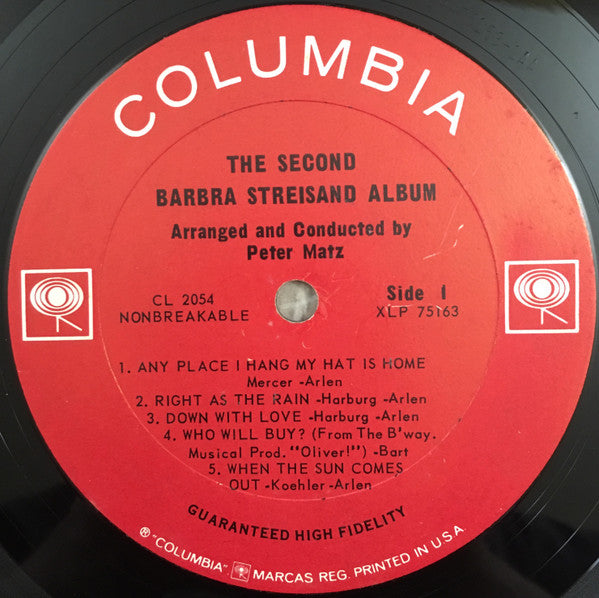 COLUMBIA
THE SECOND
BARBRA STREISAND ALBUM
Arranged and Conducted by
Peter Matz
CL 2054
NONBREAKABLE
Side 1
XLP 75163
1. ANY PLACE I HANG MY HAT IS HOME
Mercer -Arlen
2. RIGHT AS THE RAIN -Harburg -Arlen
3. DOWN WITH LOVE -Harburg -Arlen
4. WHO WILL BUY? (From The B'way.
Musical Prod. "Oliver!") -Bart
5. WHEN THE SUN COMES
OUT -Koehler -Arlen
GUARANTEED HIGH FIDELITY
® "COLUMBIA" MARCAS REG. PRINTED IN U.S.A.